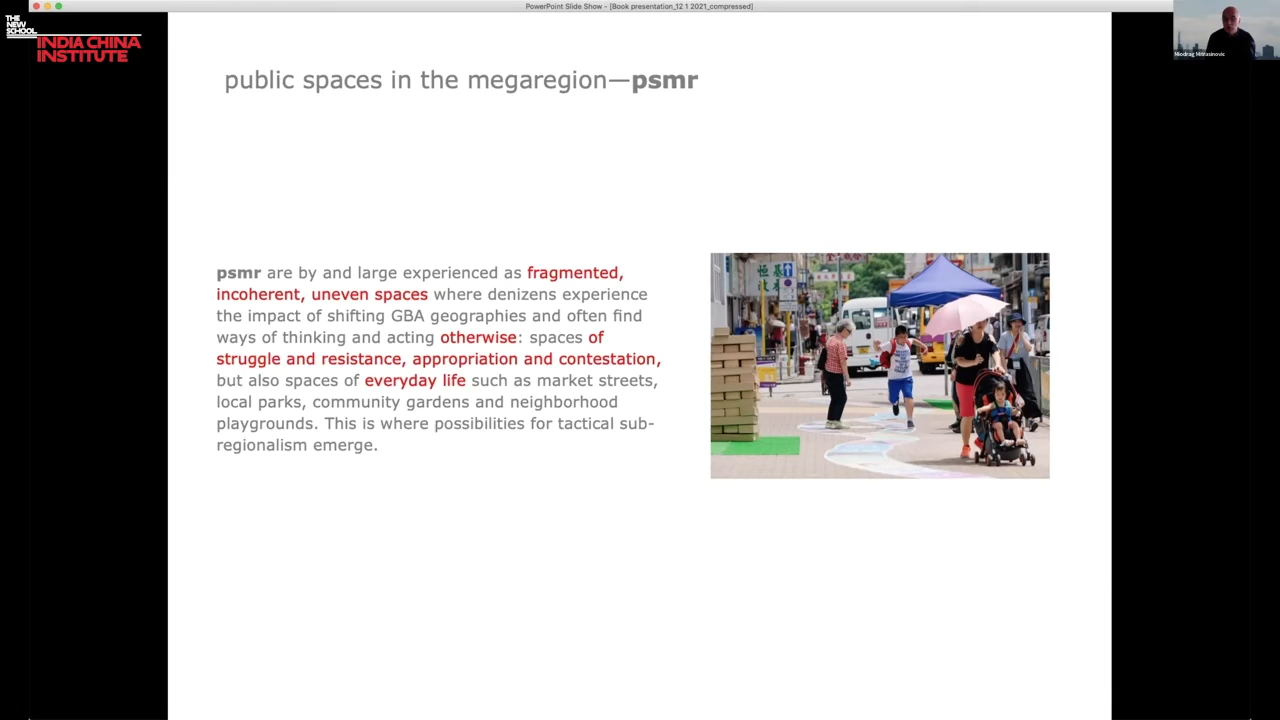 PowerPoint Slide Show - [Book presentation_12 1 2021_compressed]
THE
NEW
SCHOOL
INDIA CHINA
INSTITUTE
Miodrag Mitrasinovic
public spaces in the megaregion—psmr
psmr are by and large experienced as fragmented,
incoherent, uneven spaces where denizens experience
the impact of shifting GBA geographies and often find
ways of thinking and acting otherwise: spaces of
struggle and resistance, appropriation and contestation,
but also spaces of everyday life such as market streets,
local parks, community gardens and neighborhood
playgrounds. This is where possibilities for tactical sub-
regionalism emerge.